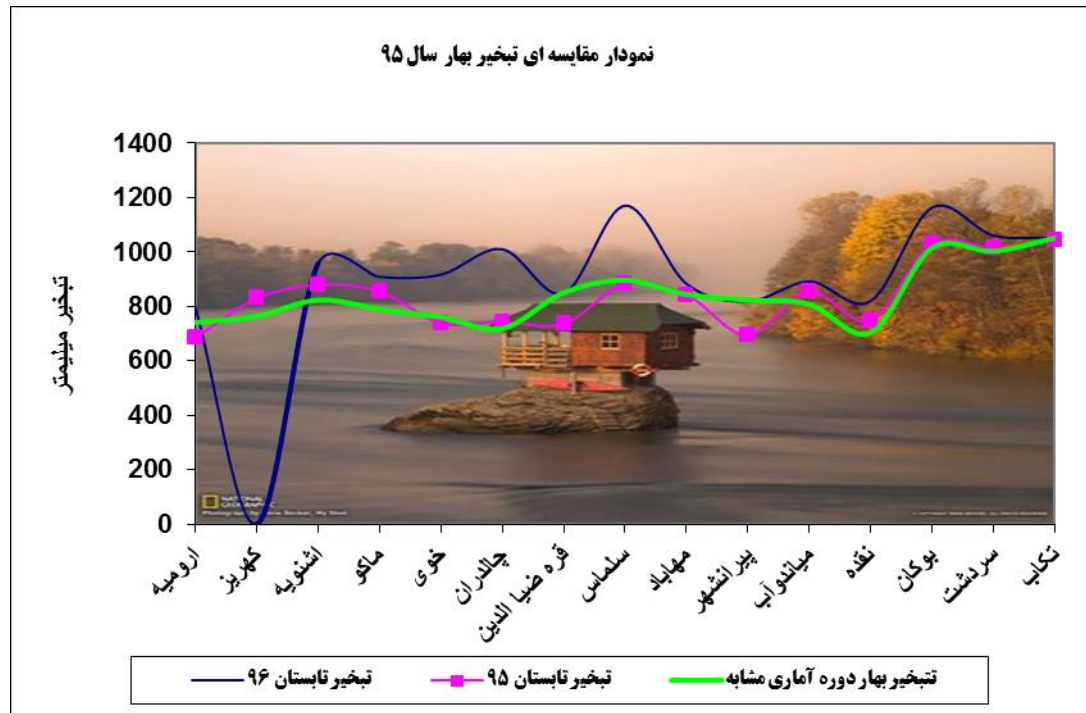 نمودار مقایسه ای تبخیر بهار سال ۹۵
تبخیر میلیمتر
1400
1200
1000
800
600
400
200
0
NATIONAL
GEOGRAPHIC
ارومیه
کهریز
اشنویه
ماکو
خوی
چالدران
قره ضیا الدین
سلماس
مهاباد
پیرانشهر
میاندوآب
نقده
بوکان
سردشت
تکاب
تبخیر تابستان ۹۶
تبخیر تابستان ۹۵
تتبخیر بهار دوره آماری مشابه